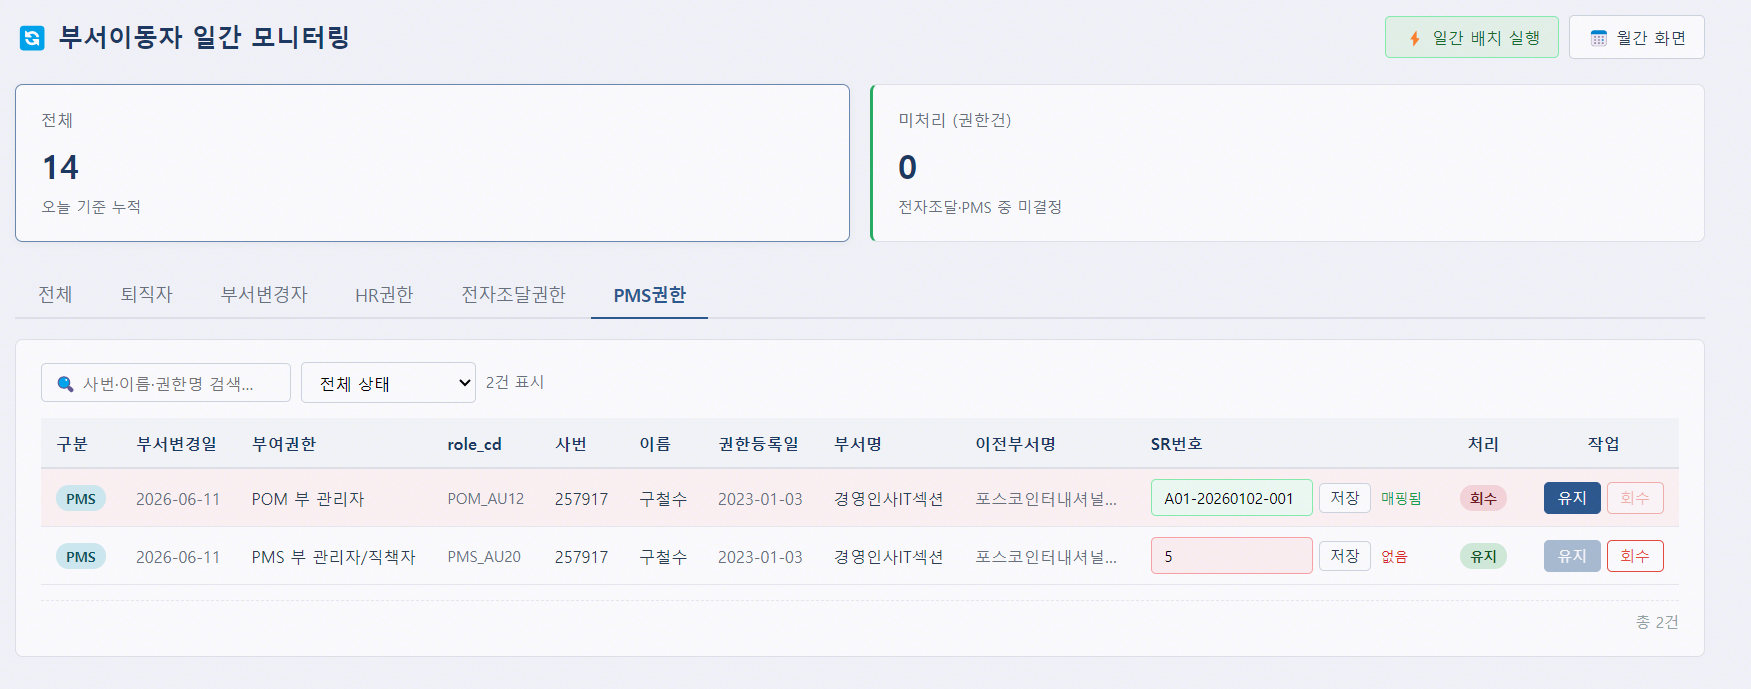 부서이동자 일간 모니터링
일간 배치 실행
월간 화면
전체
14
오늘 기준 누적
미처리 (권한건)
0
전자조달·PMS 중 미결정
전체 퇴직자 부서변경자 HR권한 전자조달권한 PMS권한
사번·이름·권한명 검색... 전체 상태 2건 표시
구분 부서변경일 부여권한 role_cd 사번 이름 권한등록일 부서명 이전부서명 SR번호 처리 작업
PMS 2026-06-11 POM 부 관리자 POM_AU12 257917 구철수 2023-01-03 경영인사IT섹션 포스코인터내셔널... A01-20260102-001 저장 매핑됨 회수 유지 회수
PMS 2026-06-11 PMS 부 관리자/직책자 PMS_AU20 257917 구철수 2023-01-03 경영인사IT섹션 포스코인터내셔널... 5 저장 없음 유지 유지 회수
총 2건